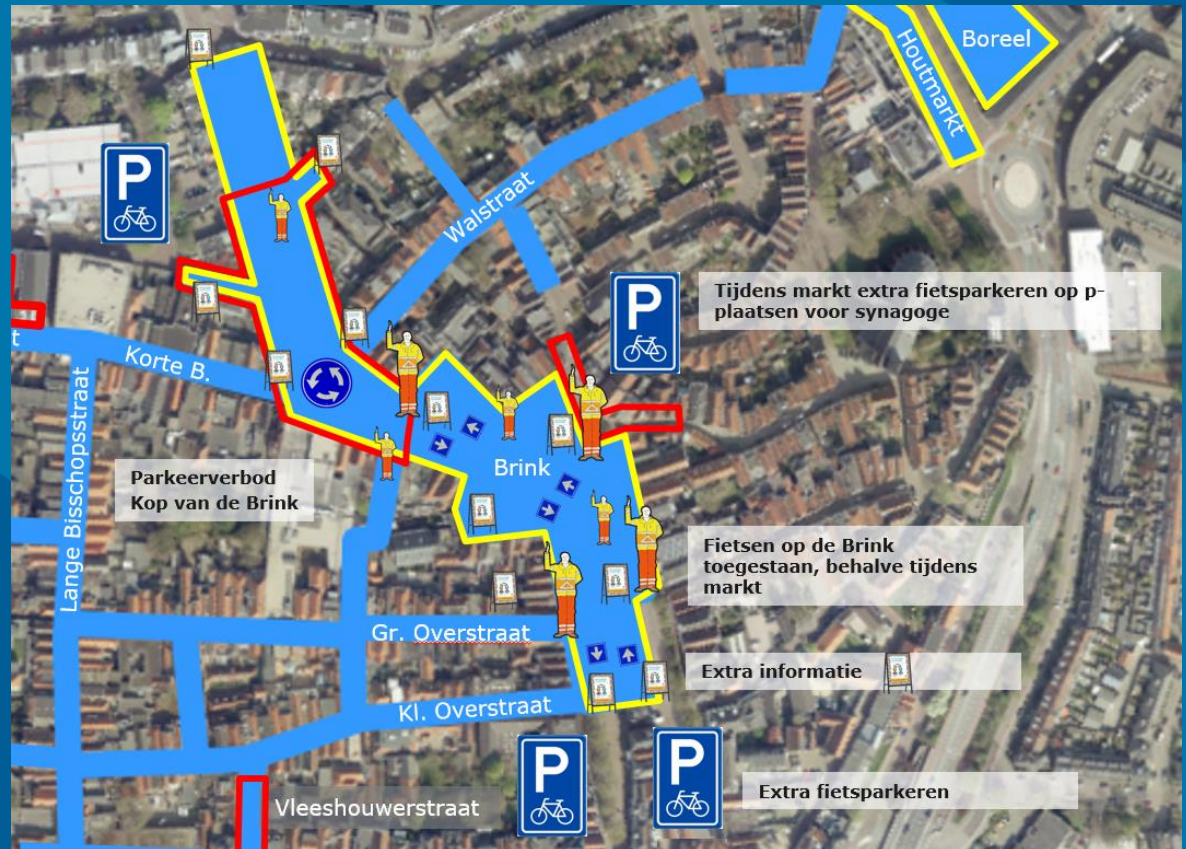 Boreel
Houtmarkt
Walstraat
P
P
Tijdens markt extra fietsparkeren op p-
plaatsen voor synagoge
t
Korte B.
Lange Bisschopsstraat
Brink
Parkeerverbod
Kop van de Brink
Fietsen op de Brink
toegestaan, behalve tijdens
markt
Gr. Overstraat
Extra informatie
Kl. Overstraat
P
P
Extra fietsparkeren
Vleeshouwerstraat